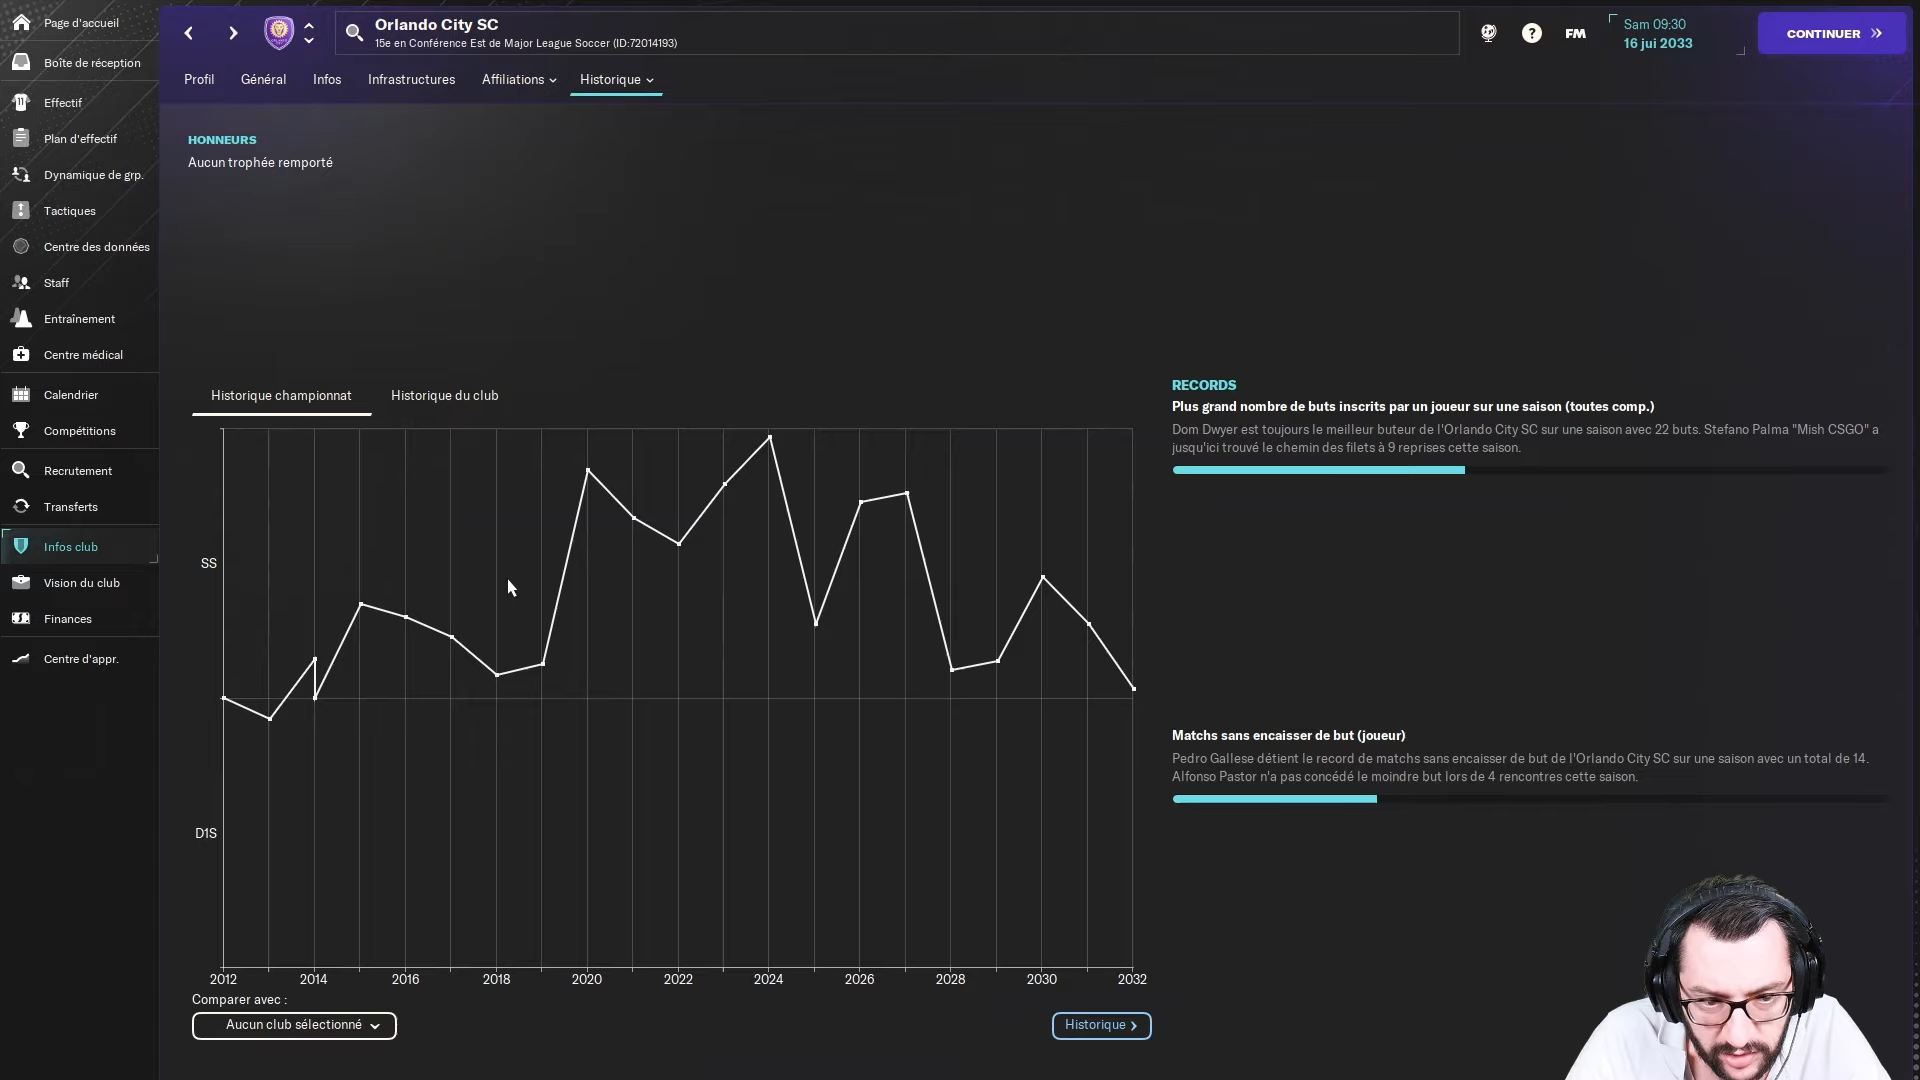 Page d'accueil
Boîte de réception
Effectif
Plan d'effectif
Dynamique de grp.
Tactiques
Centre des données
Staff
Entraînement
Centre médical
Calendrier
Compétitions
Recrutement
Transferts
Infos club
Vision du club
Finances
Centre d'appr.
Orlando City SC
15e en Conférence Est de Major League Soccer (ID:72014193)
?
FM
Sam 09:30
16 jui 2033
CONTINUER
Profil
Général
Infos
Infrastructures
Affiliations
Historique
HONNEURS
Aucun trophée remporté
Historique championnat
Historique du club
SS
D1S
2012
2014
2016
2018
2020
2022
2024
2026
2028
2030
2032
Comparer avec :
Aucun club sélectionné
Historique
RECORDS
Plus grand nombre de buts inscrits par un joueur sur une saison (toutes comp.)
Dom Dwyer est toujours le meilleur buteur de l'Orlando City SC sur une saison avec 22 buts. Stefano Palma "Mish CSGO" a
jusqu'ici trouvé le chemin des filets à 9 reprises cette saison.
Matchs sans encaisser de but (joueur)
Pedro Gallese détient le record de matchs sans encaisser de but de l'Orlando City SC sur une saison avec un total de 14.
Alfonso Pastor n'a pas concédé le moindre but lors de 4 rencontres cette saison.